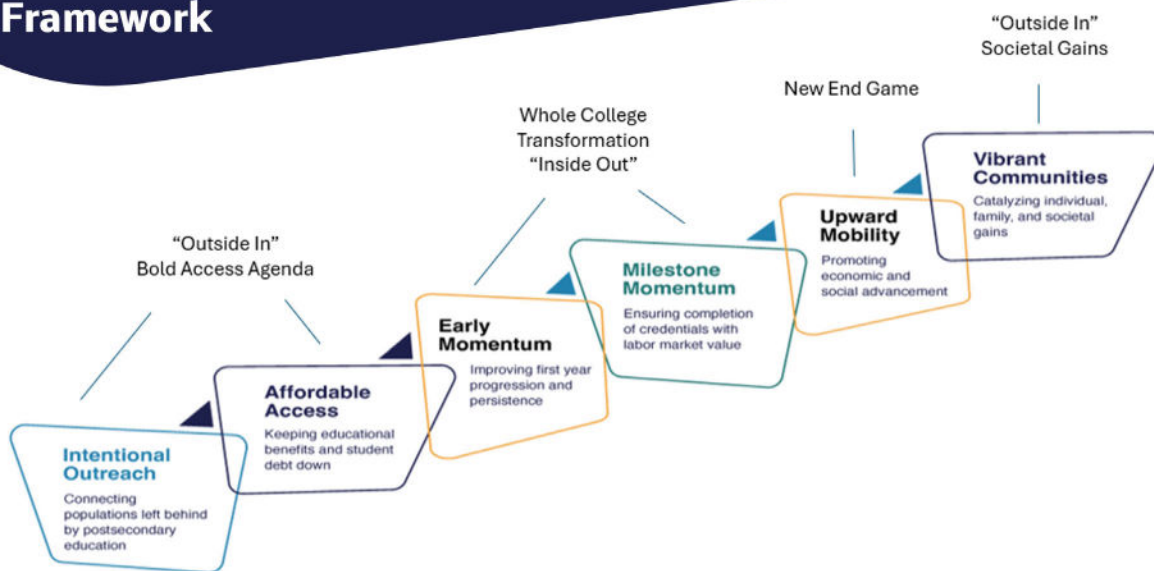 Framework
“Outside In”
Societal Gains
New End Game
Whole College
Transformation
“Inside Out”
“Outside In”
Bold Access Agenda
Intentional
Outreach
Connecting
populations left behind
by postsecondary
education
Affordable
Access
Keeping educational
benefits and student
debt down
Early
Momentum
Improving first year
progression and
persistence
Milestone
Momentum
Ensuring completion
of credentials with
labor market value
Upward
Mobility
Promoting
economic and
social advancement
Vibrant
Communities
Catalyzing individual,
family, and societal
gains